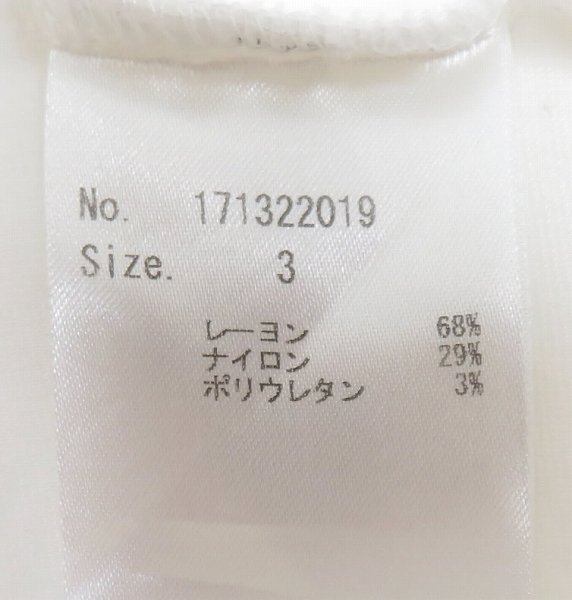 No. 171322019
Size. 3
レーヨン 68%
ナイロン 29%
ポリウレタン 3%